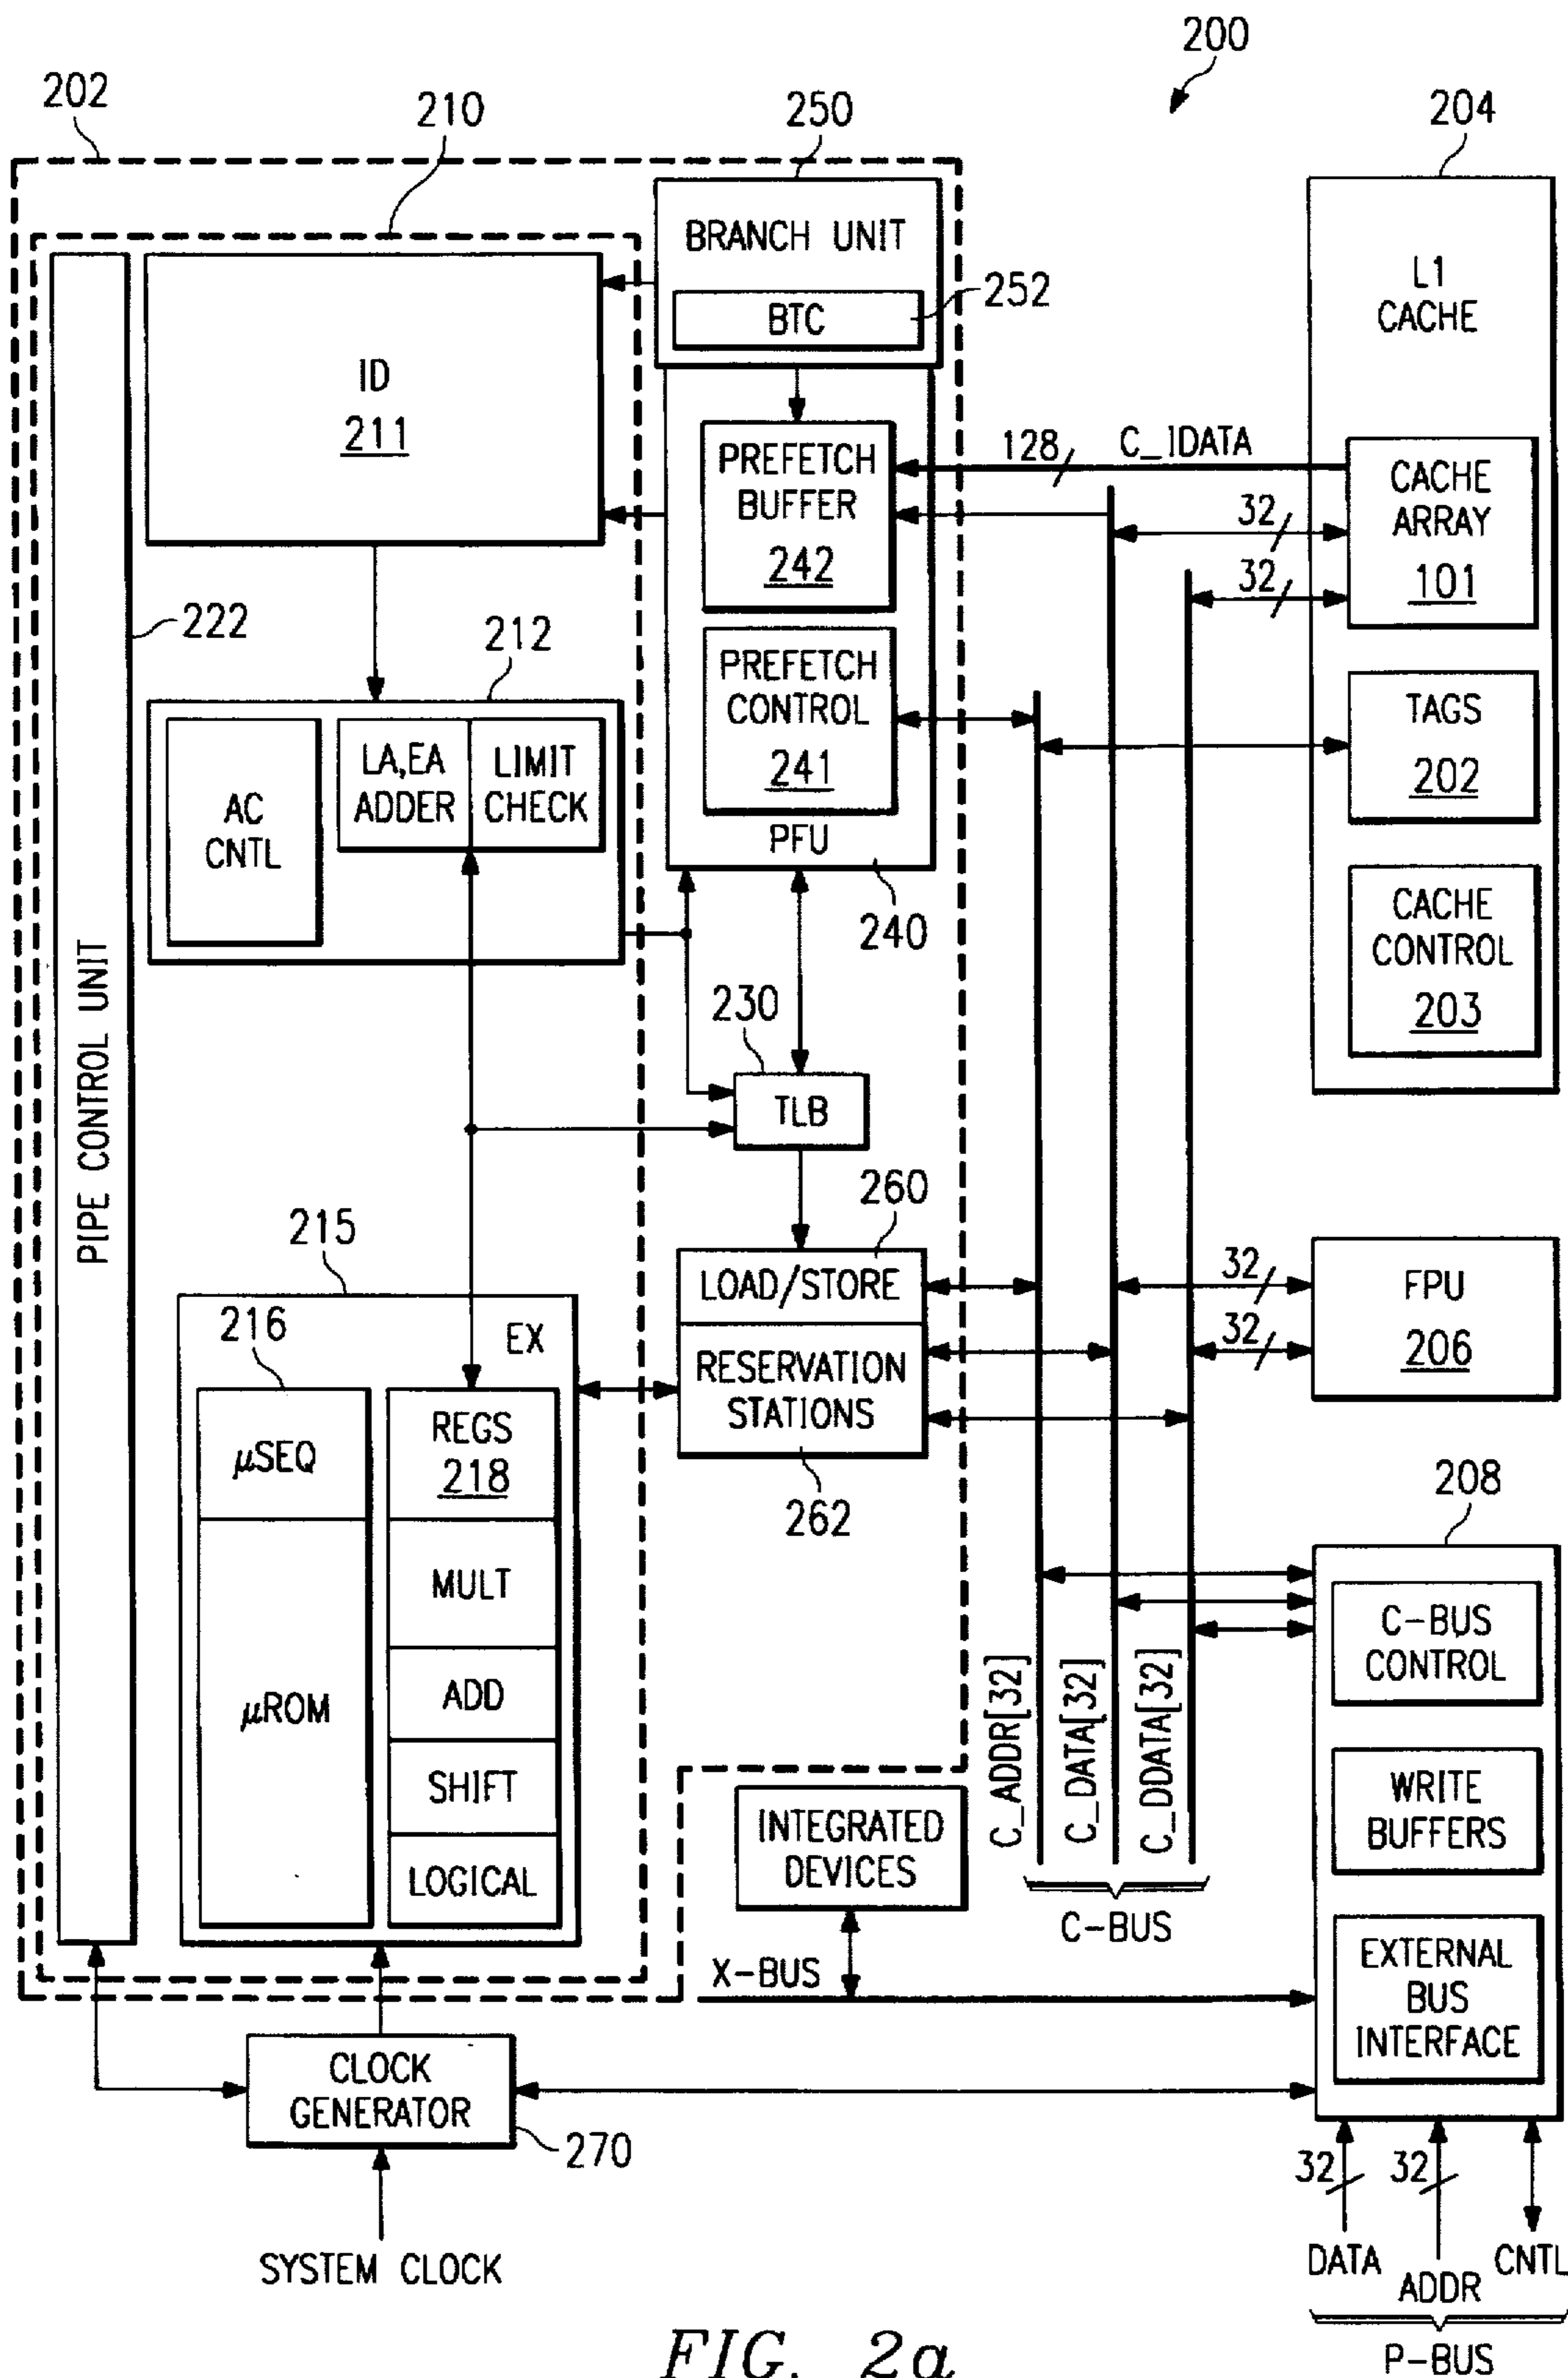 200
202
210
250
204
BRANCH UNIT
BTC
252
L1
CACHE
ID
211
PREFETCH
BUFFER
242
128
C_IDATA
CACHE
ARRAY
101
32
32
222
212
PREFETCH
CONTROL
241
PFU
240
TAGS
202
AC
CNTL
LA,EA
ADDER
LIMIT
CHECK
CACHE
CONTROL
203
PIPE CONTROL UNIT
230
TLB
260
LOAD/STORE
RESERVATION
STATIONS
262
32
32
FPU
206
215
216
EX
μSEQ
REGS
218
μROM
MULT
ADD
SHIFT
LOGICAL
208
C-BUS
CONTROL
WRITE
BUFFERS
EXTERNAL
BUS
INTERFACE
C_ADDR[32]
C_DATA[32]
C_DDATA[32]
C-BUS
INTEGRATED
DEVICES
X-BUS
CLOCK
GENERATOR
270
SYSTEM CLOCK
32
32
DATA
ADDR
CNTL
P-BUS
FIG. 2a